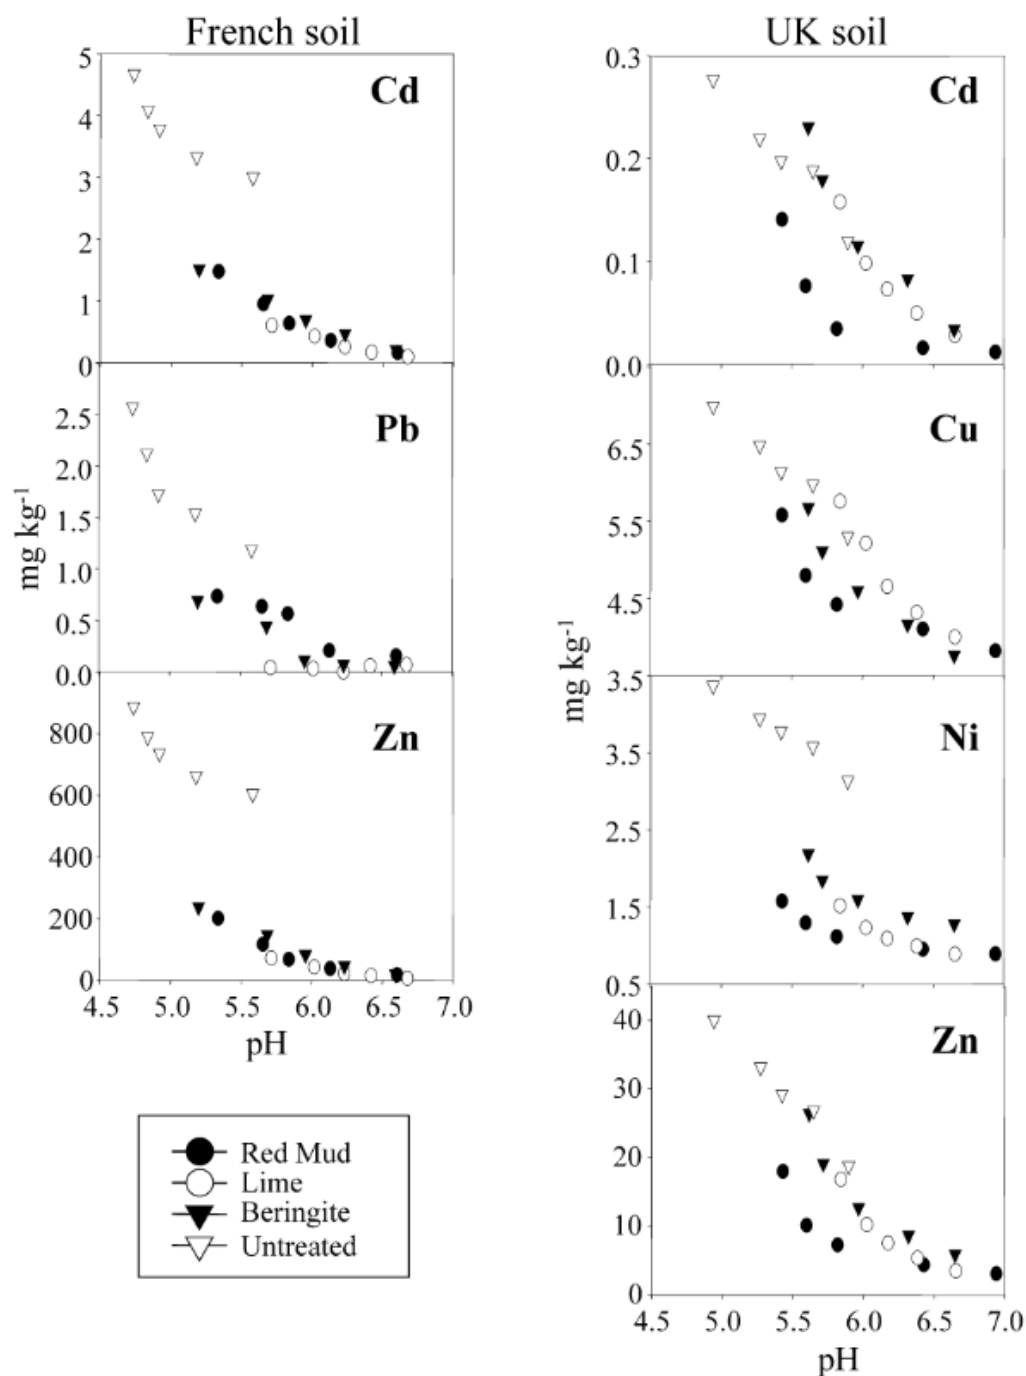 French soil
Cd
5
4
3
2
1
0
Pb
2.5
2.0
1.5
1.0
0.5
0.0
mg kg-1
Zn
800
600
400
200
0
4.5 5.0 5.5 6.0 6.5 7.0
pH
Red Mud
Lime
Beringite
Untreated
UK soil
Cd
0.3
0.2
0.1
0.0
Cu
6.5
5.5
4.5
3.5
mg kg-1
Ni
3.5
2.5
1.5
0.5
Zn
40
30
20
10
0
4.5 5.0 5.5 6.0 6.5 7.0
pH